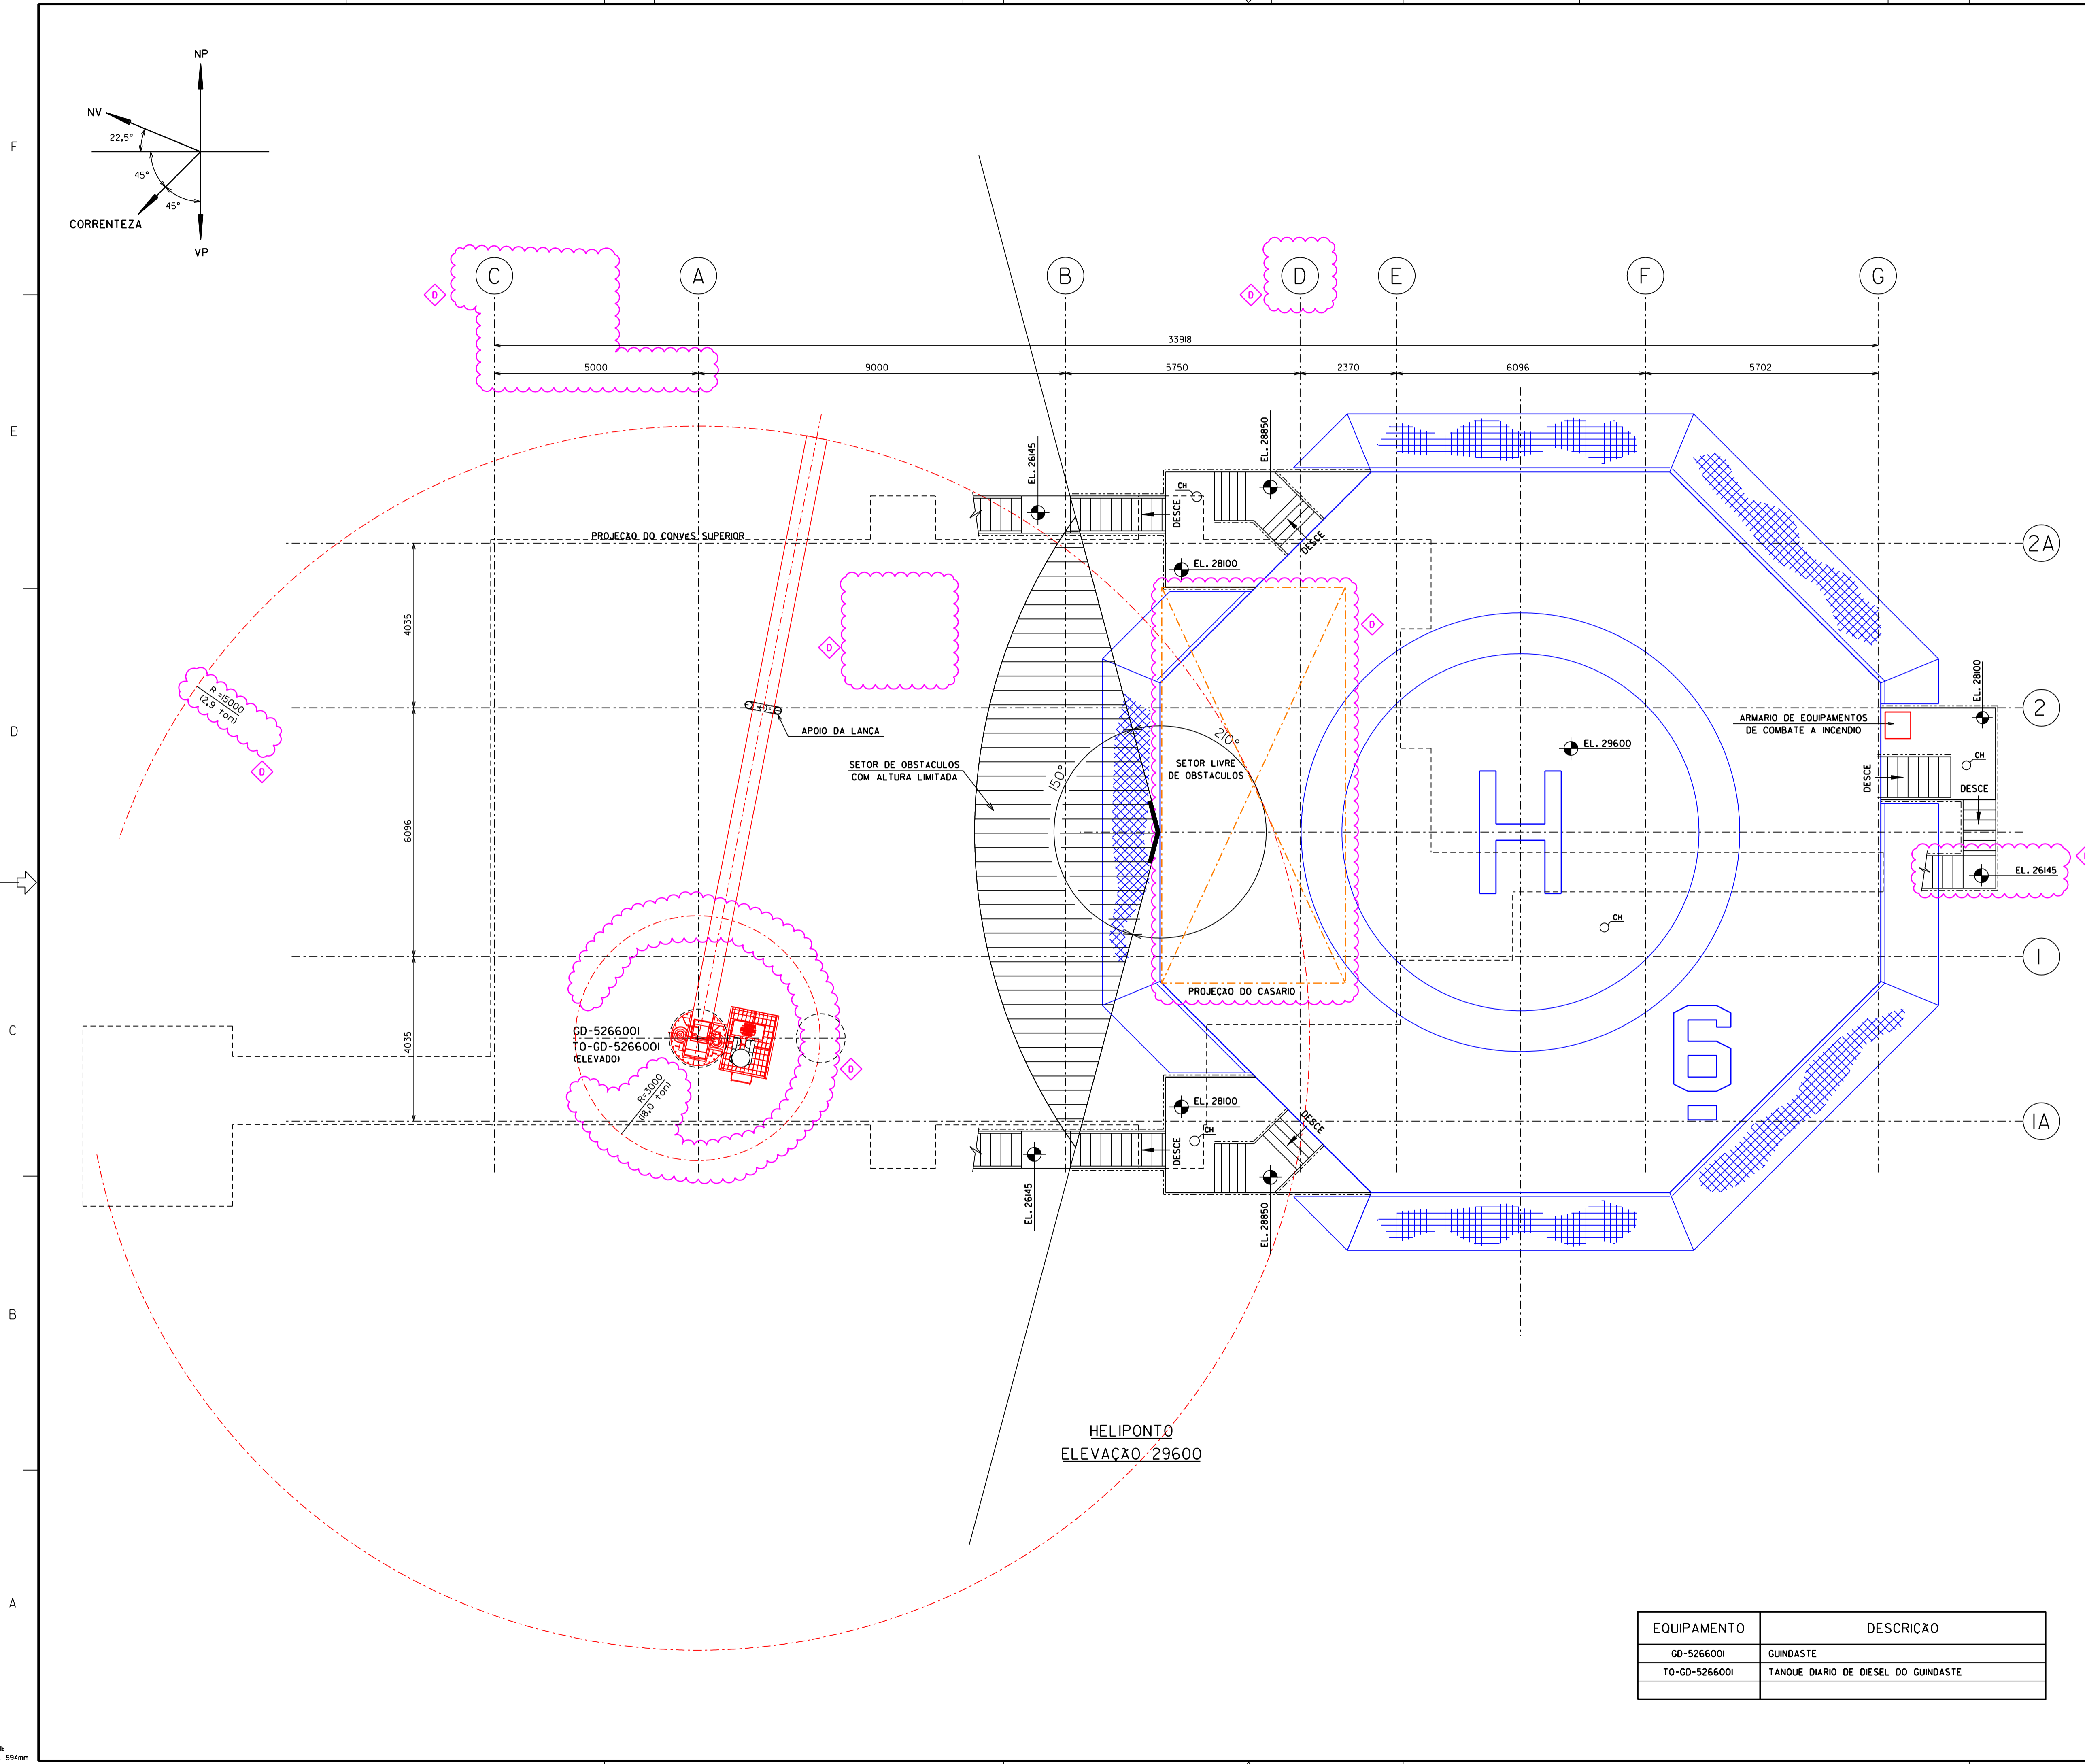 NP
NV
22,5°
45°
45°
CORRENTEZA
VP
F
E
D
C
B
A
C
A
B
D
E
F
G
D
D
33918
5000
9000
5750
2370
6096
5702
EL. 26145
EL. 28850
CH
DESCE
DESCE
EL. 28100
PROJEÇÃO DO CONVÉS SUPERIOR
2A
4035
D
D
R =15000
(2,9 ton)
D
2
EL. 28100
APOIO DA LANÇA
ARMARIO DE EQUIPAMENTOS
DE COMBATE A INCENDIO
SETOR DE OBSTACULOS
COM ALTURA LIMITADA
150°
210°
SETOR LIVRE
DE OBSTACULOS
EL. 29600
H
CH
DESCE
DESCE
6096
EL. 26145
CH
1
PROJEÇÃO DO CASARIO
GD-5266001
TQ-GD-5266001
(ELEVADO)
4035
R=3000
(18,0 ton)
D
6
EL. 28100
CH
DESCE
DESCE
1A
EL. 26145
EL. 28850
HELIPONTO
ELEVAÇÃO 29600
EQUIPAMENTO DESCRIÇÃO
GD-5266001 GUINDASTE
TQ-GD-5266001 TANQUE DIARIO DE DIESEL DO GUINDASTE
594mm